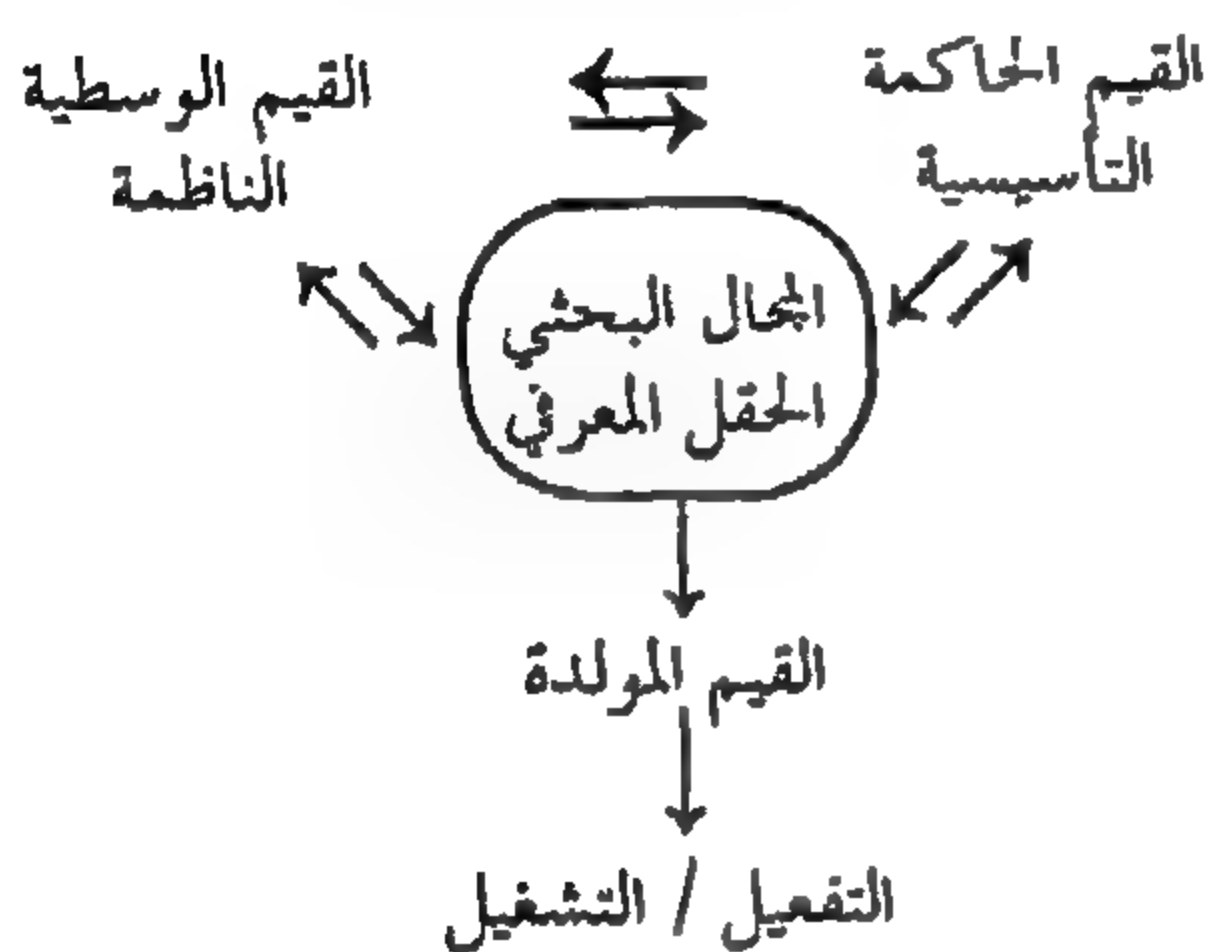 القيم الحاكمة
التأسيسية
القيم الوسطية
الناظمة
المجال البحثي
الحقل المعرفي
القيم المولدة
التفعيل / التشغيل